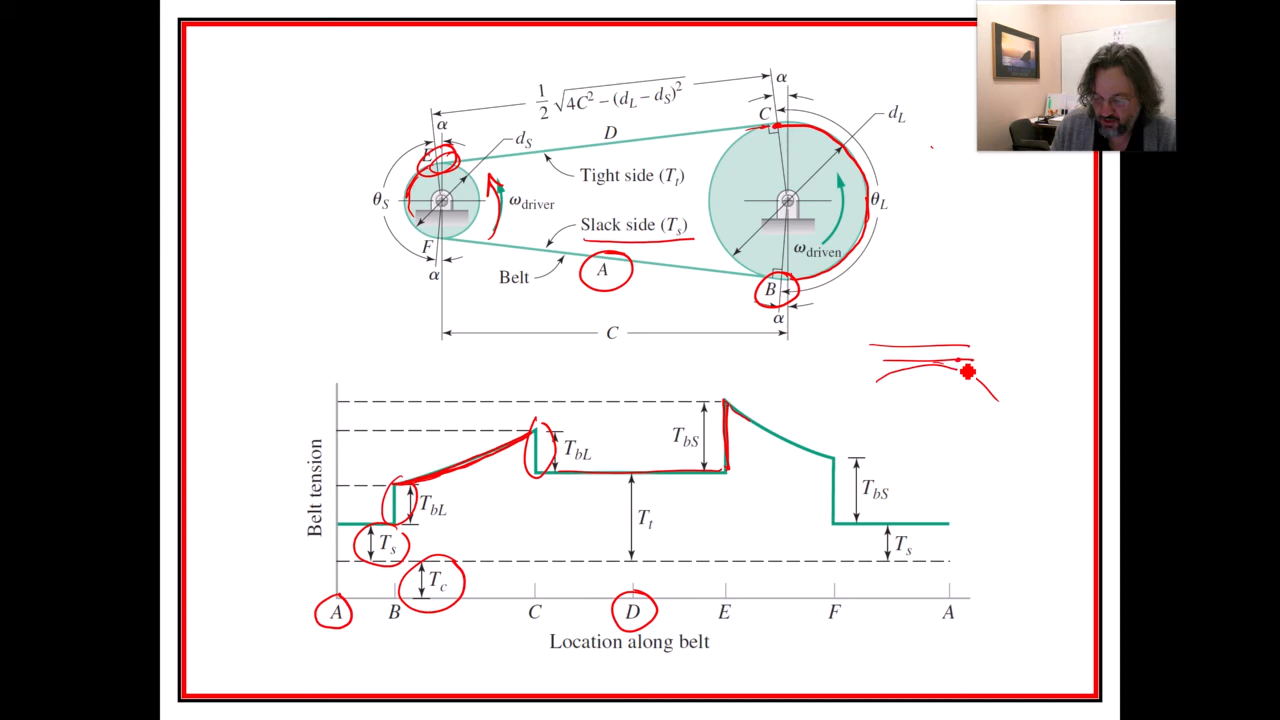 ½√4C² − (d_L − d_S)²
α
α
C
d_L
D
d_S
E
Tight side (T_t)
θ_S
ω_driver
θ_L
Slack side (T_s)
F
ω_driven
α
Belt
A
B
α
C
Belt tension
T_bL
T_bL
T_bS
T_bS
T_t
T_s
T_s
T_c
A B C D E F A
Location along belt